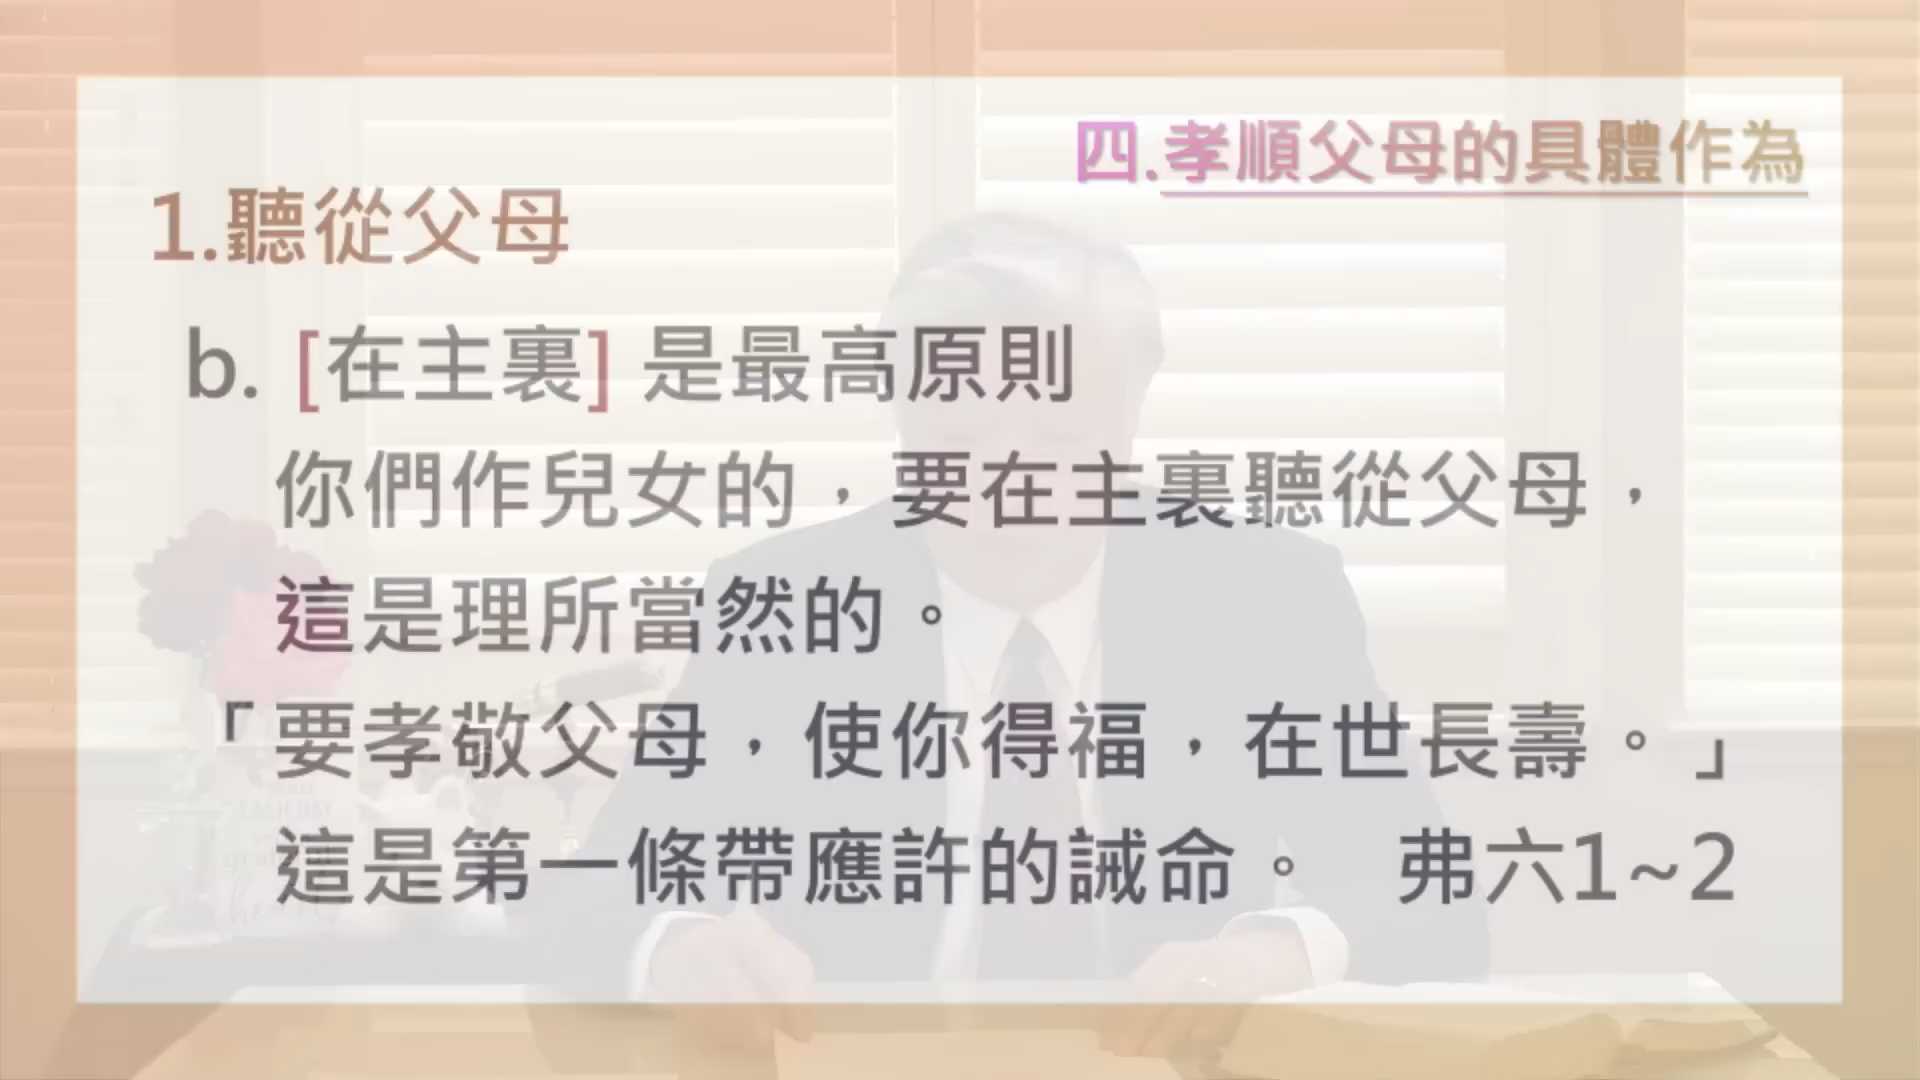 四.孝順父母的具體作為
1.聽從父母
b. [在主裏] 是最高原則
你們作兒女的，要在主裏聽從父母，
這是理所當然的。
「要孝敬父母，使你得福，在世長壽。」
這是第一條帶應許的誡命。 弗六1~2